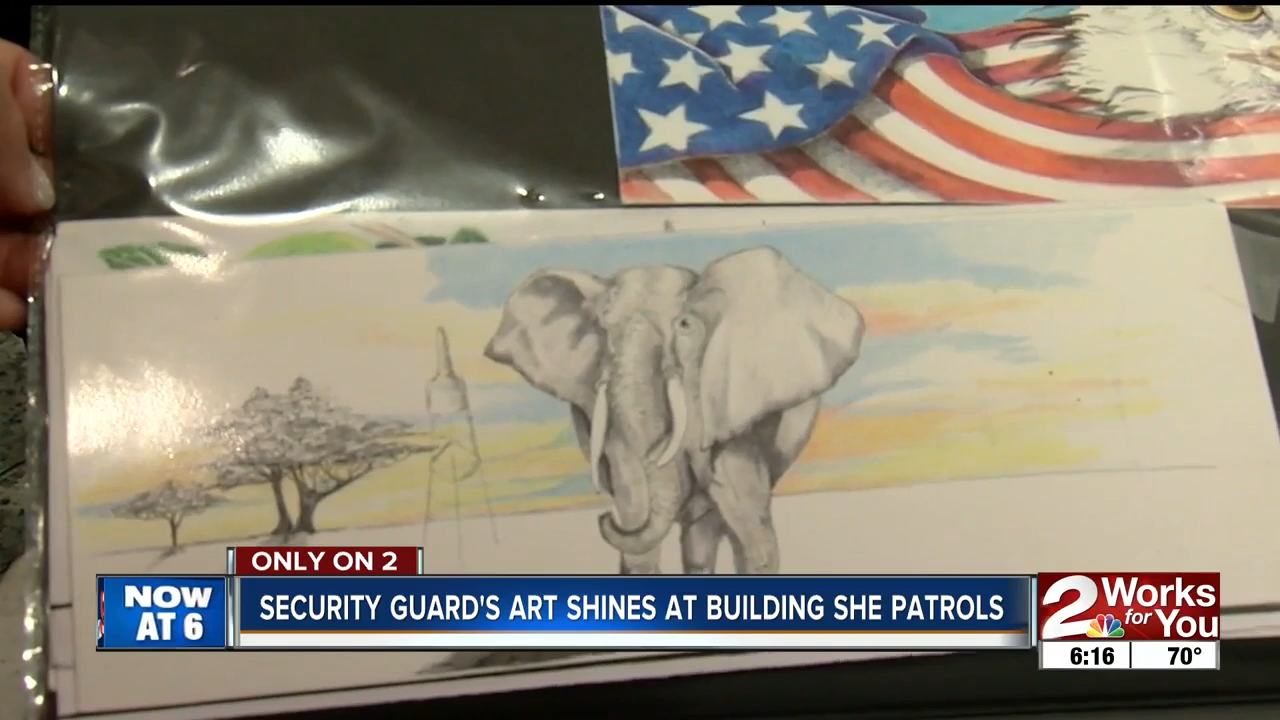 ONLY ON 2
NOW
AT 6
SECURITY GUARD'S ART SHINES AT BUILDING SHE PATROLS
2 Works
for You
6:16 70°